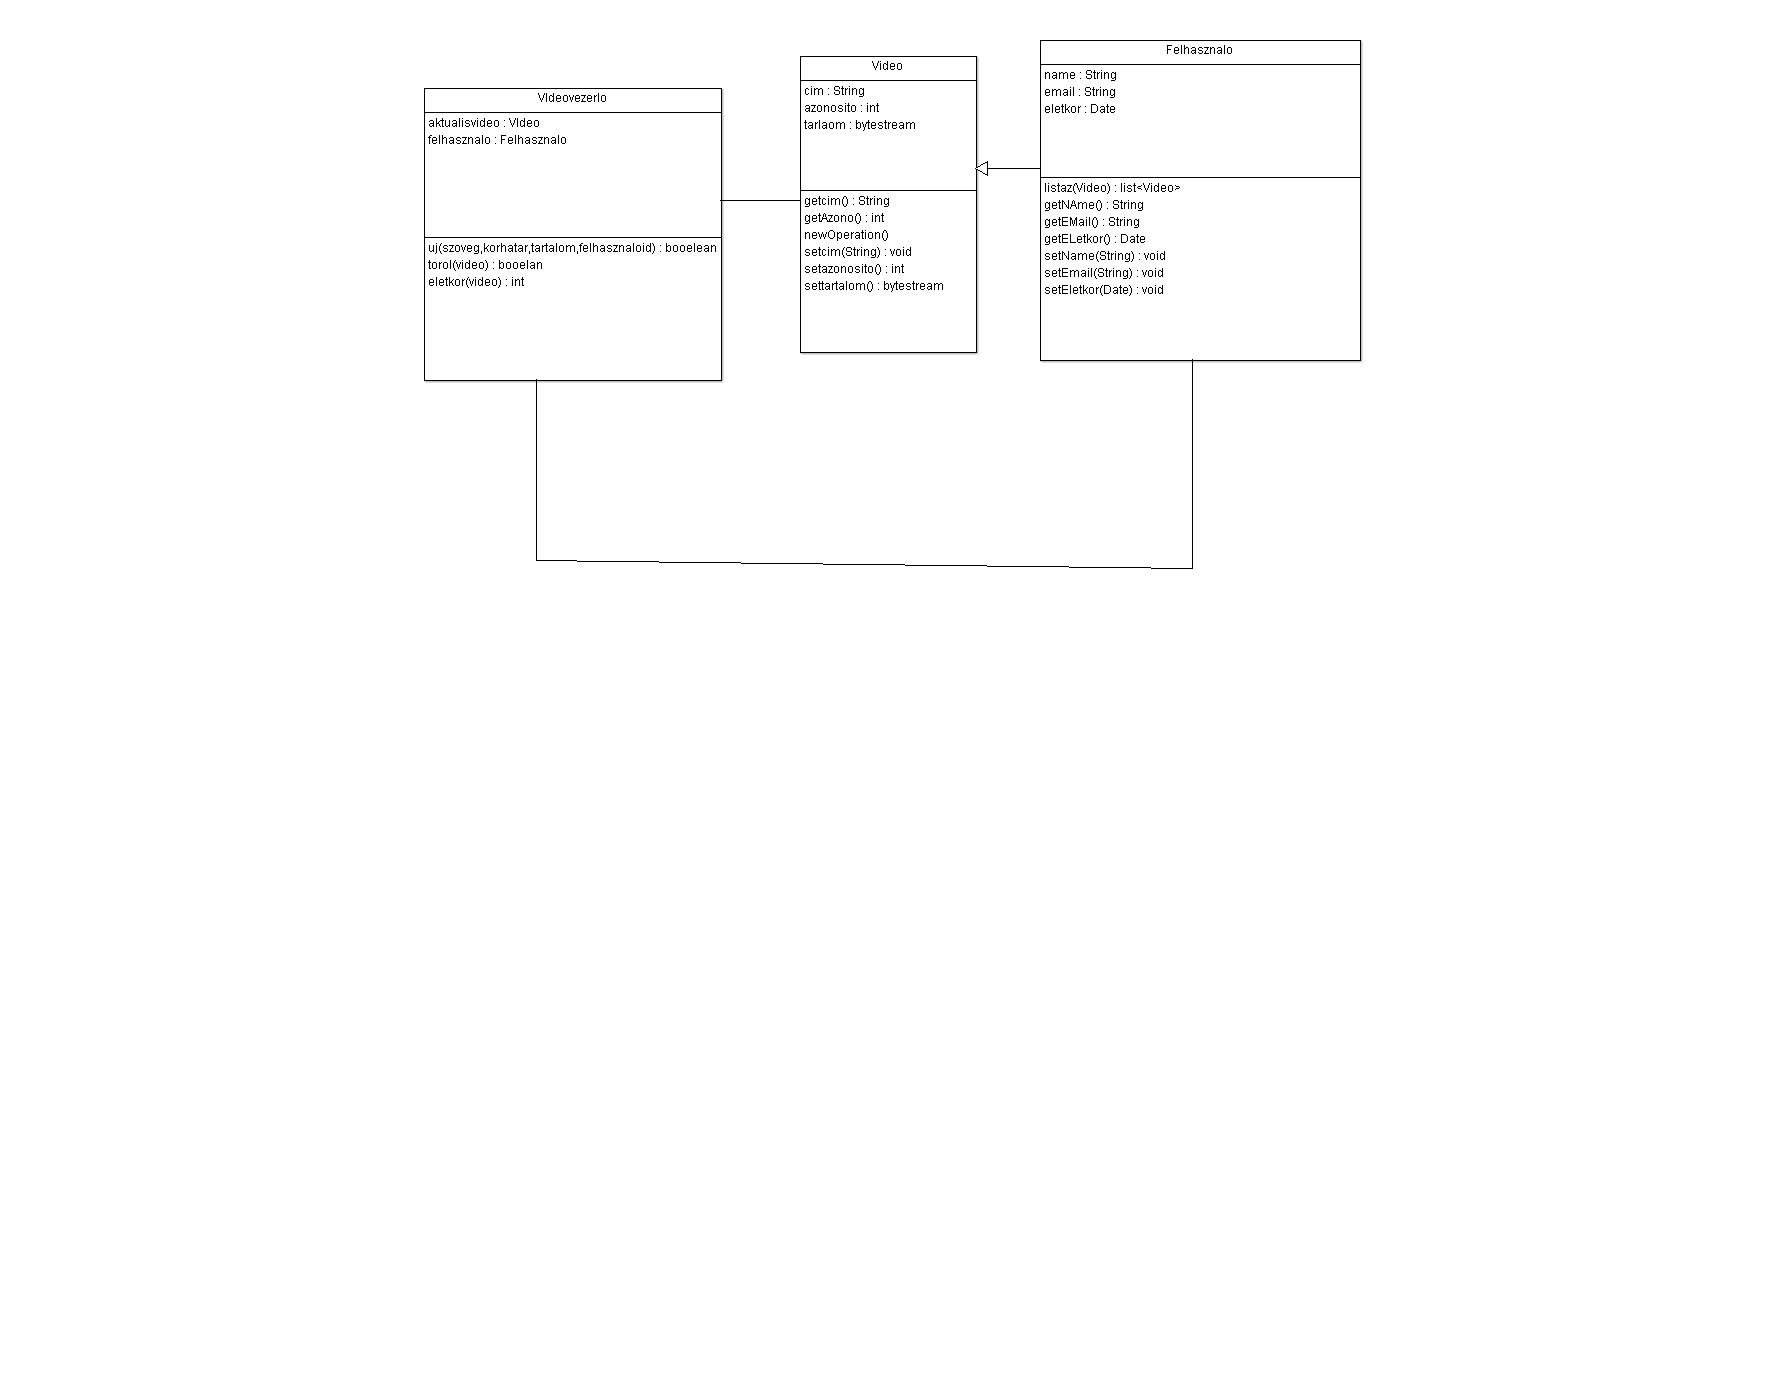 VIdeovezerlo
aktualisvideo : VIdeo
felhasznalo : Felhasznalo
uj(szoveg,korhatar,tartalom,felhasznaloid) : booelean
torol(video) : booelan
eletkor(video) : int
Video
cim : String
azonosito : int
tarlaom : bytestream
getcim() : String
getAzono() : int
newOperation()
setcim(String) : void
setazonosito() : int
settartalom() : bytestream
Felhasznalo
name : String
email : String
eletkor : Date
listaz(Video) : list<Video>
getNAme() : String
getEMail() : String
getELetkor() : Date
setName(String) : void
setEmail(String) : void
setEletkor(Date) : void